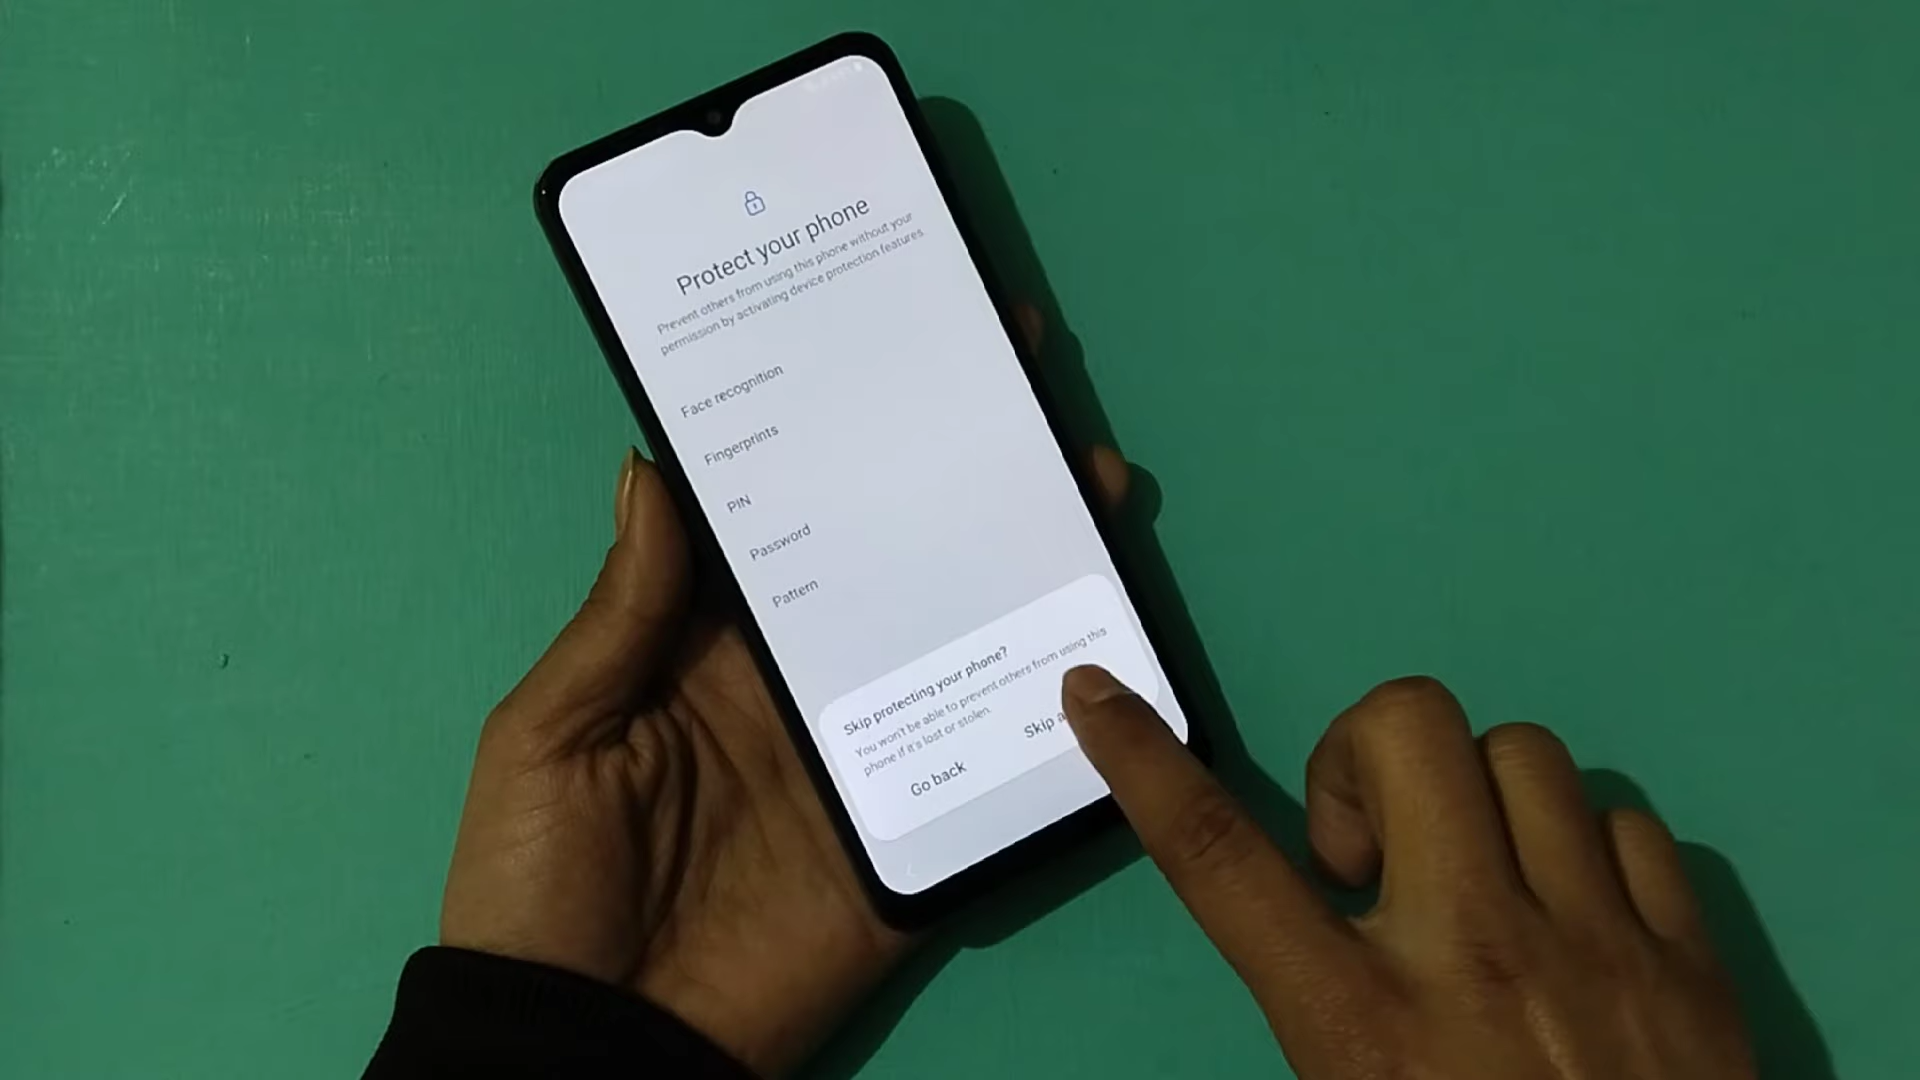 Protect your phone
Prevent others from using this phone without your
permission by activating device protection features.
Face recognition
Fingerprints
PIN
Password
Pattern
Skip protecting your phone?
You won't be able to prevent others from using this
phone if it's lost or stolen.
Go back
Skip